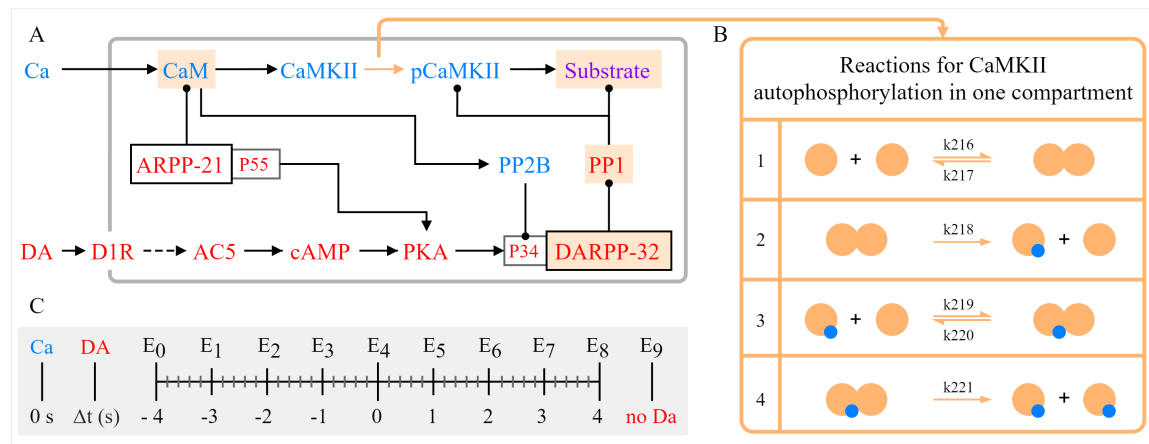 A
Ca
CaM
CaMKII
pCaMKII
Substrate
ARPP-21
P55
PP2B
PP1
DA
D1R
AC5
cAMP
PKA
P34
DARPP-32
B
Reactions for CaMKII
autophosphorylation in one compartment
1
+
k216
k217
2
k218
+
3
+
k219
k220
4
k221
+
C
Ca DA E0 E1 E2 E3 E4 E5 E6 E7 E8 E9
0 s Δt (s) -4 -3 -2 -1 0 1 2 3 4 no Da